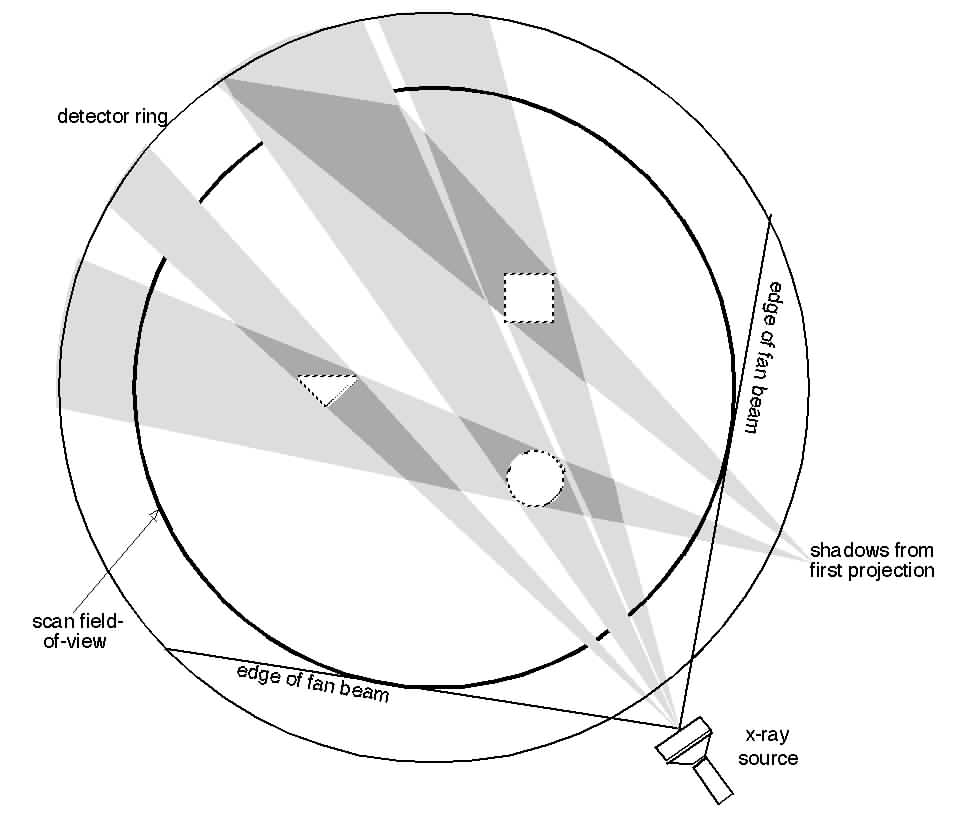 detector ring
edge of fan beam
shadows from
first projection
scan field-
of-view
edge of fan beam
x-ray
source